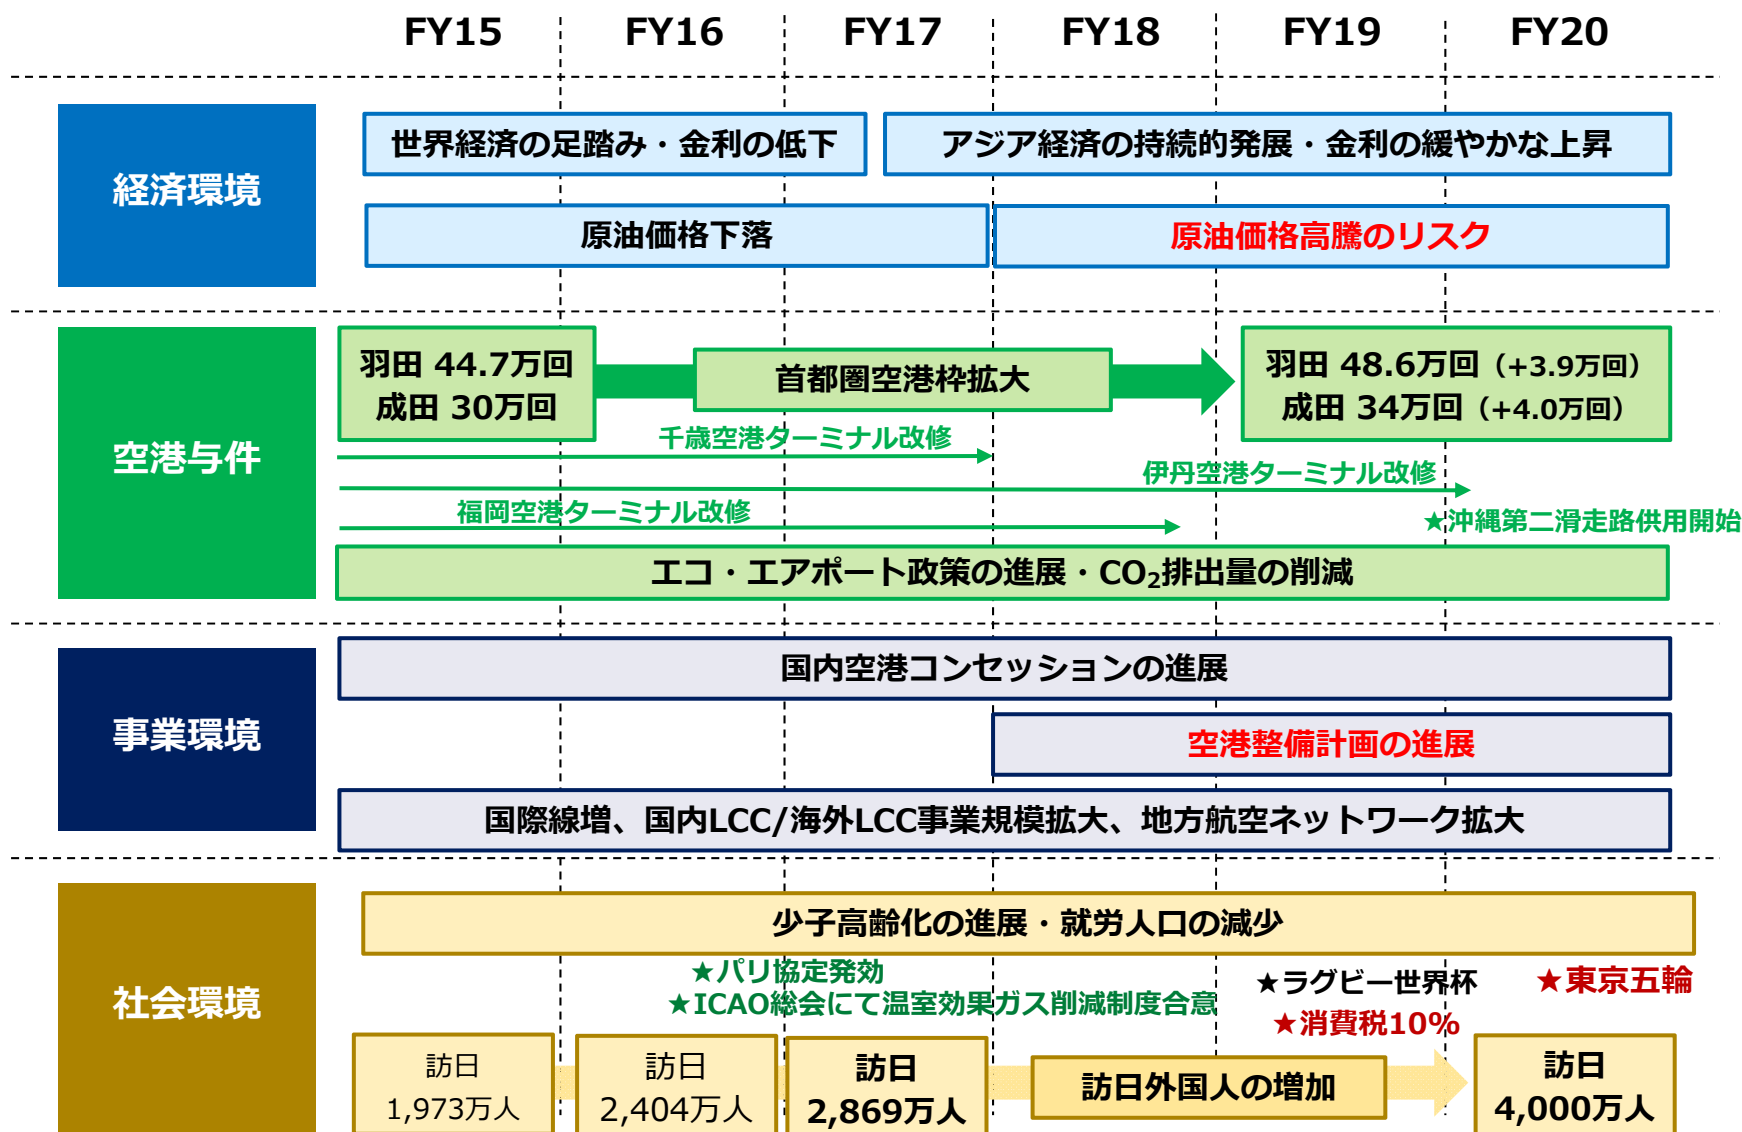 FY15 FY16 FY17 FY18 FY19 FY20
経済環境
世界経済の足踏み・金利の低下
アジア経済の持続的発展・金利の緩やかな上昇
原油価格下落
原油価格高騰のリスク
空港与件
羽田 44.7万回
成田 30万回
首都圏空港枠拡大
羽田 48.6万回（+3.9万回）
成田 34万回（+4.0万回）
千歳空港ターミナル改修
伊丹空港ターミナル改修
福岡空港ターミナル改修
★沖縄第二滑走路供用開始
エコ・エアポート政策の進展・CO₂排出量の削減
事業環境
国内空港コンセッションの進展
空港整備計画の進展
国際線増、国内LCC/海外LCC事業規模拡大、地方航空ネットワーク拡大
社会環境
少子高齢化の進展・就労人口の減少
★パリ協定発効
★ICAO総会にて温室効果ガス削減制度合意
★ラグビー世界杯
★消費税10%
★東京五輪
訪日
1,973万人
訪日
2,404万人
訪日
2,869万人
訪日外国人の増加
訪日
4,000万人